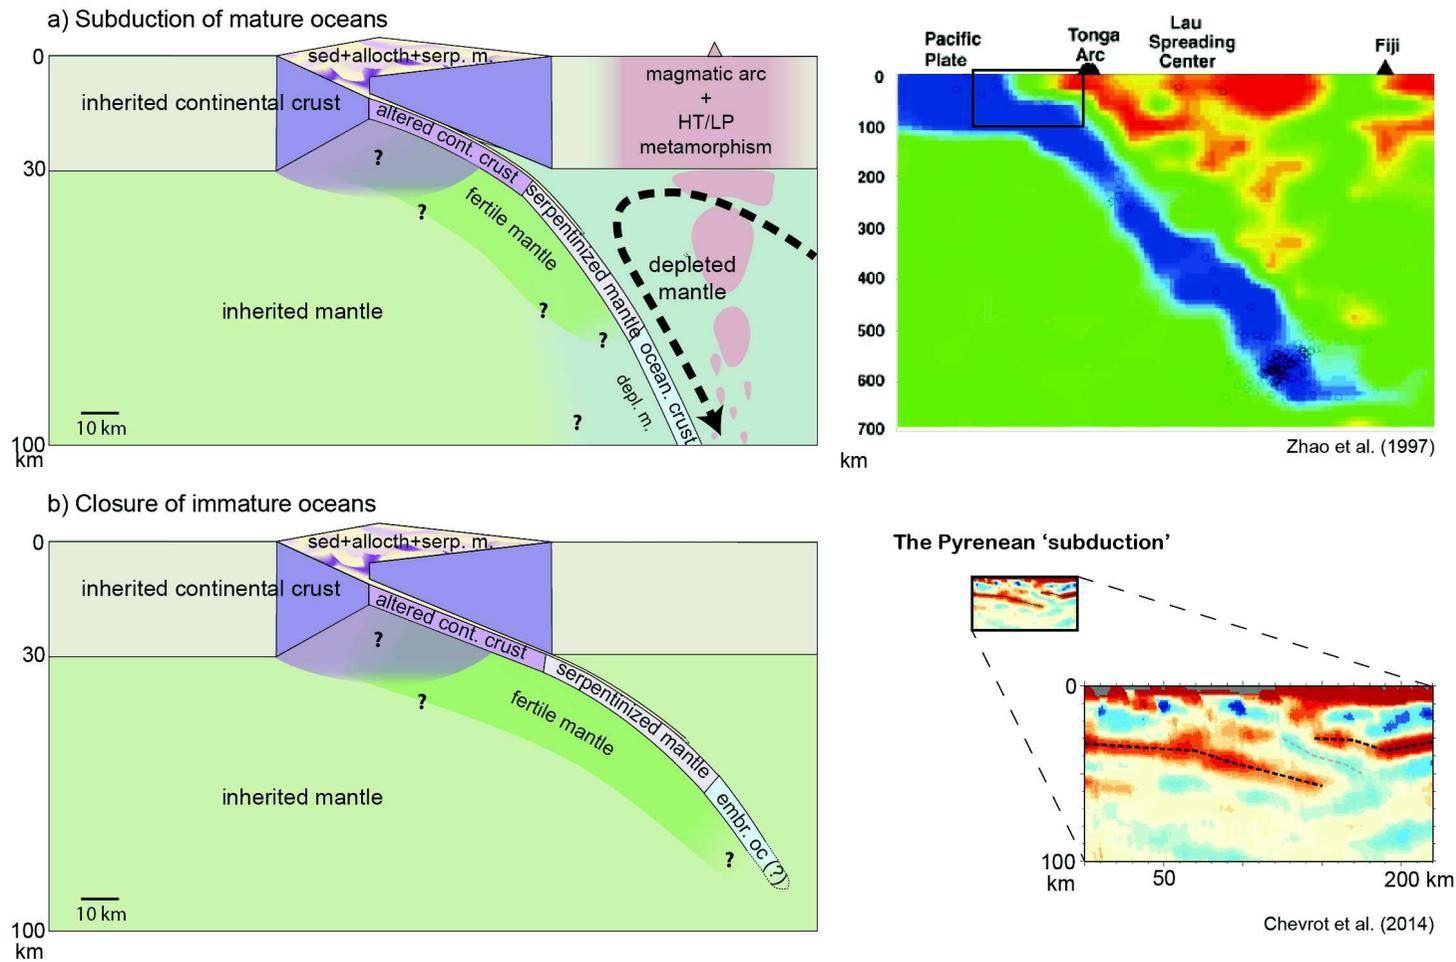 a) Subduction of mature oceans
0
sed+allocth+serp. m.
inherited continental crust
magmatic arc
+
HT/LP
metamorphism
altered cont. crust
?
30
?
fertile mantle
serpentinized mantle
depleted
mantle
inherited mantle
?
?
ocean. crust
depl. m.
?
10 km
100
km
Pacific
Plate
Tonga
Arc
Lau
Spreading
Center
Fiji
0
100
200
300
400
500
600
700
km
Zhao et al. (1997)
b) Closure of immature oceans
0
sed+allocth+serp. m.
inherited continental crust
altered cont. crust
?
30
?
fertile mantle
serpentinized mantle
inherited mantle
embr. oc (?)
?
10 km
100
km
The Pyrenean ‘subduction’
0
100
km
50
200 km
Chevrot et al. (2014)